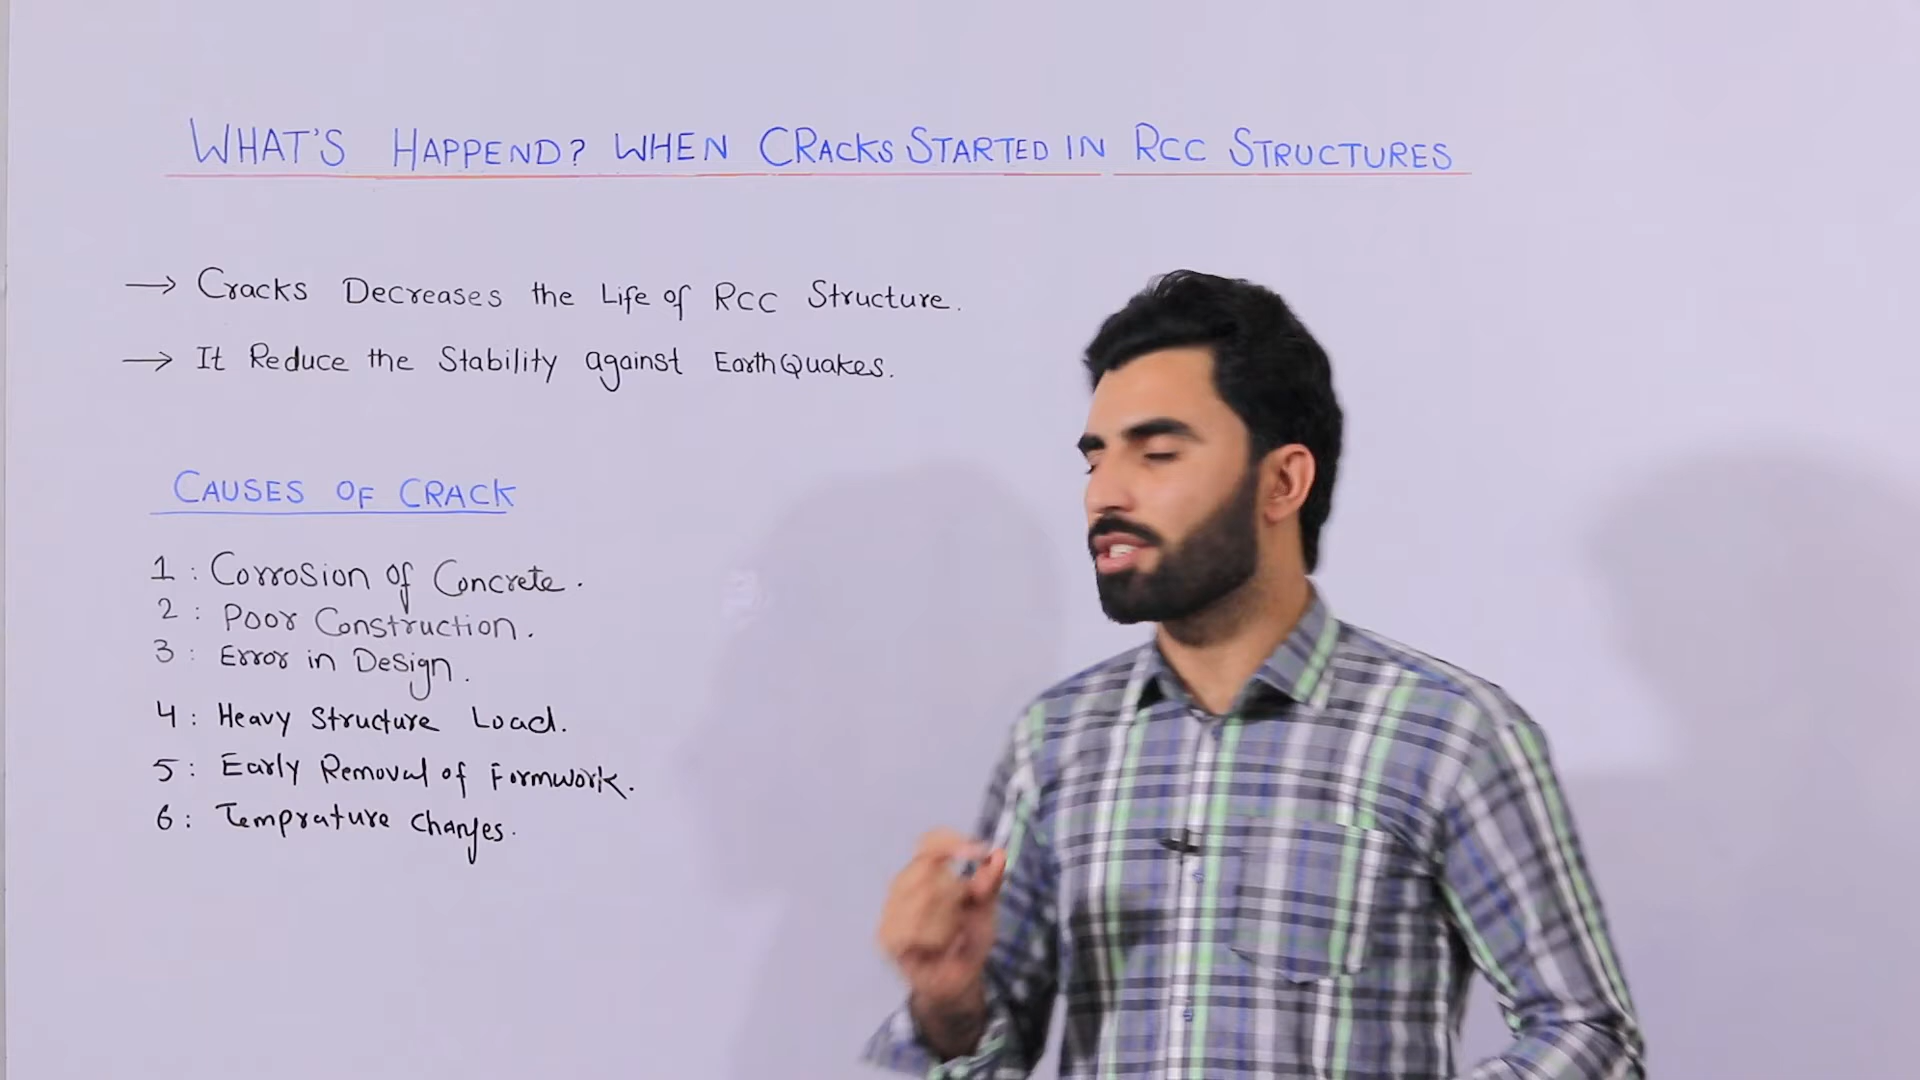 WHAT'S HAPPEND? WHEN CRACKS STARTED IN RCC STRUCTURES
→ Cracks Decreases the Life of RCC Structure.
→ It Reduce the Stability against EarthQuakes.
CAUSES OF CRACK
1 : Corrosion of Concrete.
2 : Poor Construction.
3 : Error in Design.
4 : Heavy Structure Load.
5 : Early Removal of Formwork.
6 : Temprature Changes.